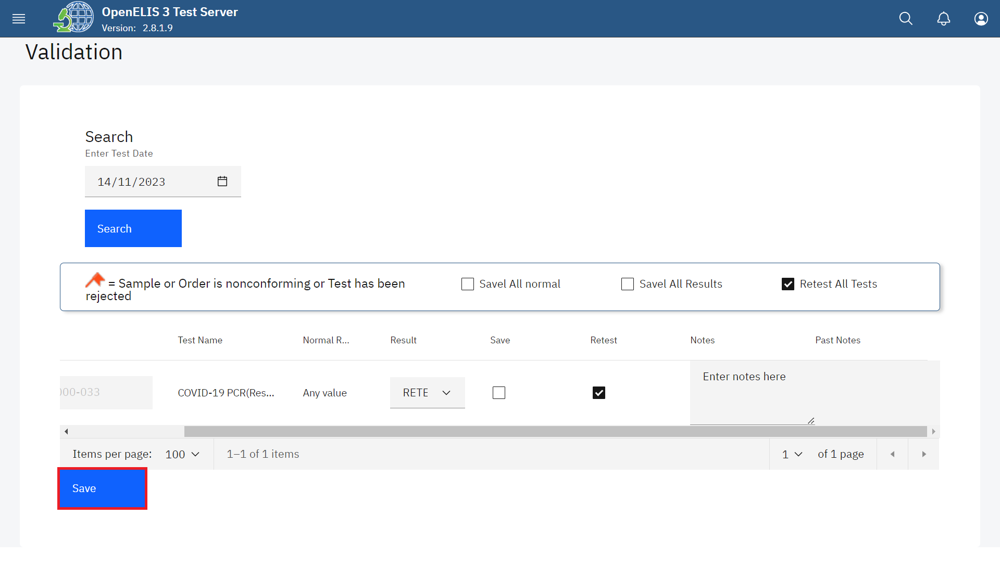 OpenELIS 3 Test Server
Version: 2.8.1.9
Validation
Search
Enter Test Date
14/11/2023
Search
= Sample or Order is nonconforming or Test has been
rejected
Savel All normal
Savel All Results
Retest All Tests
Test Name Normal R... Result Save Retest Notes Past Notes
00-033 COVID-19 PCR(Res... Any value RETE Enter notes here
Items per page: 100 1–1 of 1 items 1 of 1 page
Save